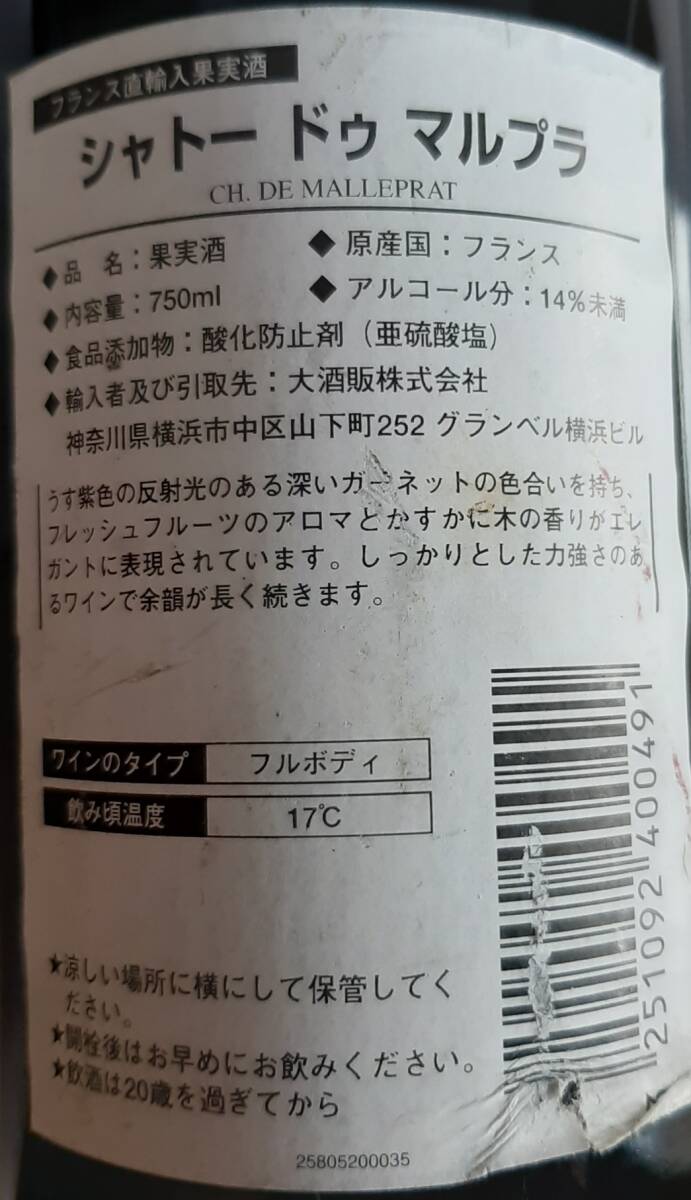 フランス直輸入果実酒
シャトー ドゥ マルプラ
CH. DE MALLEPRAT
◆品 名：果実酒 ◆原産国：フランス
◆内容量：750ml ◆アルコール分：14%未満
◆食品添加物：酸化防止剤（亜硫酸塩）
◆輸入者及び引取先：大酒販株式会社
神奈川県横浜市中区山下町252 グランベル横浜ビル
うす紫色の反射光のある深いガーネットの色合いを持ち、
フレッシュフルーツのアロマとかすかに木の香りがエレ
ガントに表現されています。しっかりとした力強さのあ
るワインで余韻が長く続きます。
ワインのタイプ フルボディ
飲み頃温度 17℃
★涼しい場所に横にして保管してく
ださい。
★開栓後はお早めにお飲みください。
★飲酒は20歳を過ぎてから
251092 400491
25805200035